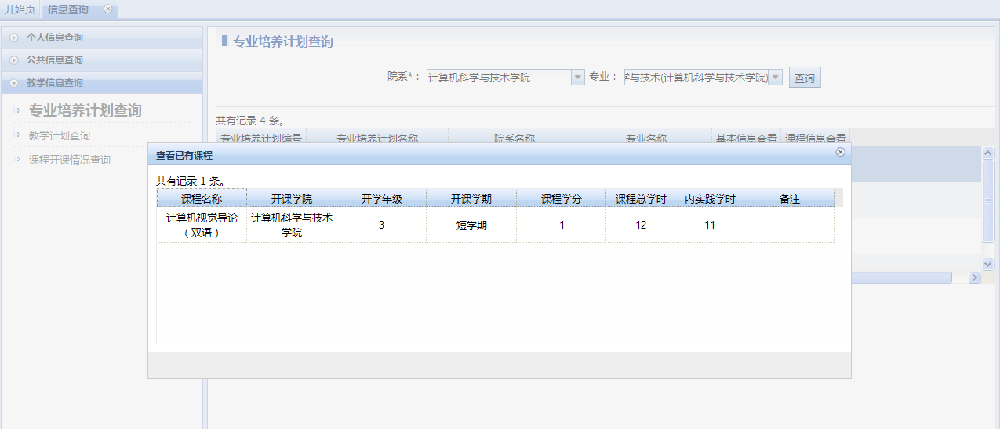 开始页 信息查询
个人信息查询
公共信息查询
教学信息查询
专业培养计划查询
教学计划查询
课程开课情况查询
专业培养计划查询
院系*： 计算机科学与技术学院 专业： 与技术(计算机科学与技术学院) 查询
共有记录 4 条。
专业培养计划编号 专业培养计划名称 院系名称 专业名称 基本信息查看 课程信息查看
查看已有课程
共有记录 1 条。
课程名称 开课学院 开学年级 开课学期 课程学分 课程总学时 内实践学时 备注
计算机视觉导论 计算机科学与技术 3 短学期 1 12 11
（双语） 学院